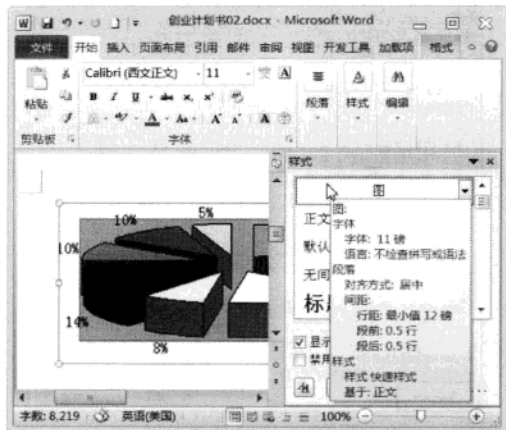 创业计划书02.docx - Microsoft Word
文件 开始 插入 页面布局 引用 邮件 审阅 视图 开发工具 加载项 格式
粘贴
Calibri (西文正文) 11
B I U abc x₂ x²
段落 样式 编辑
剪贴板 字体
样式
图
正文
默认
无间
标
显示
禁用
图:
字体
字体: 11 磅
语言: 不检查拼写或语法
段落
对齐方式: 居中
间距:
行距: 最小值 12 磅
段前: 0.5 行
段后: 0.5 行
样式
样式 快速样式
基于: 正文
10% 5%
10%
14%
8%
字数: 8,219 英语(美国) 100%